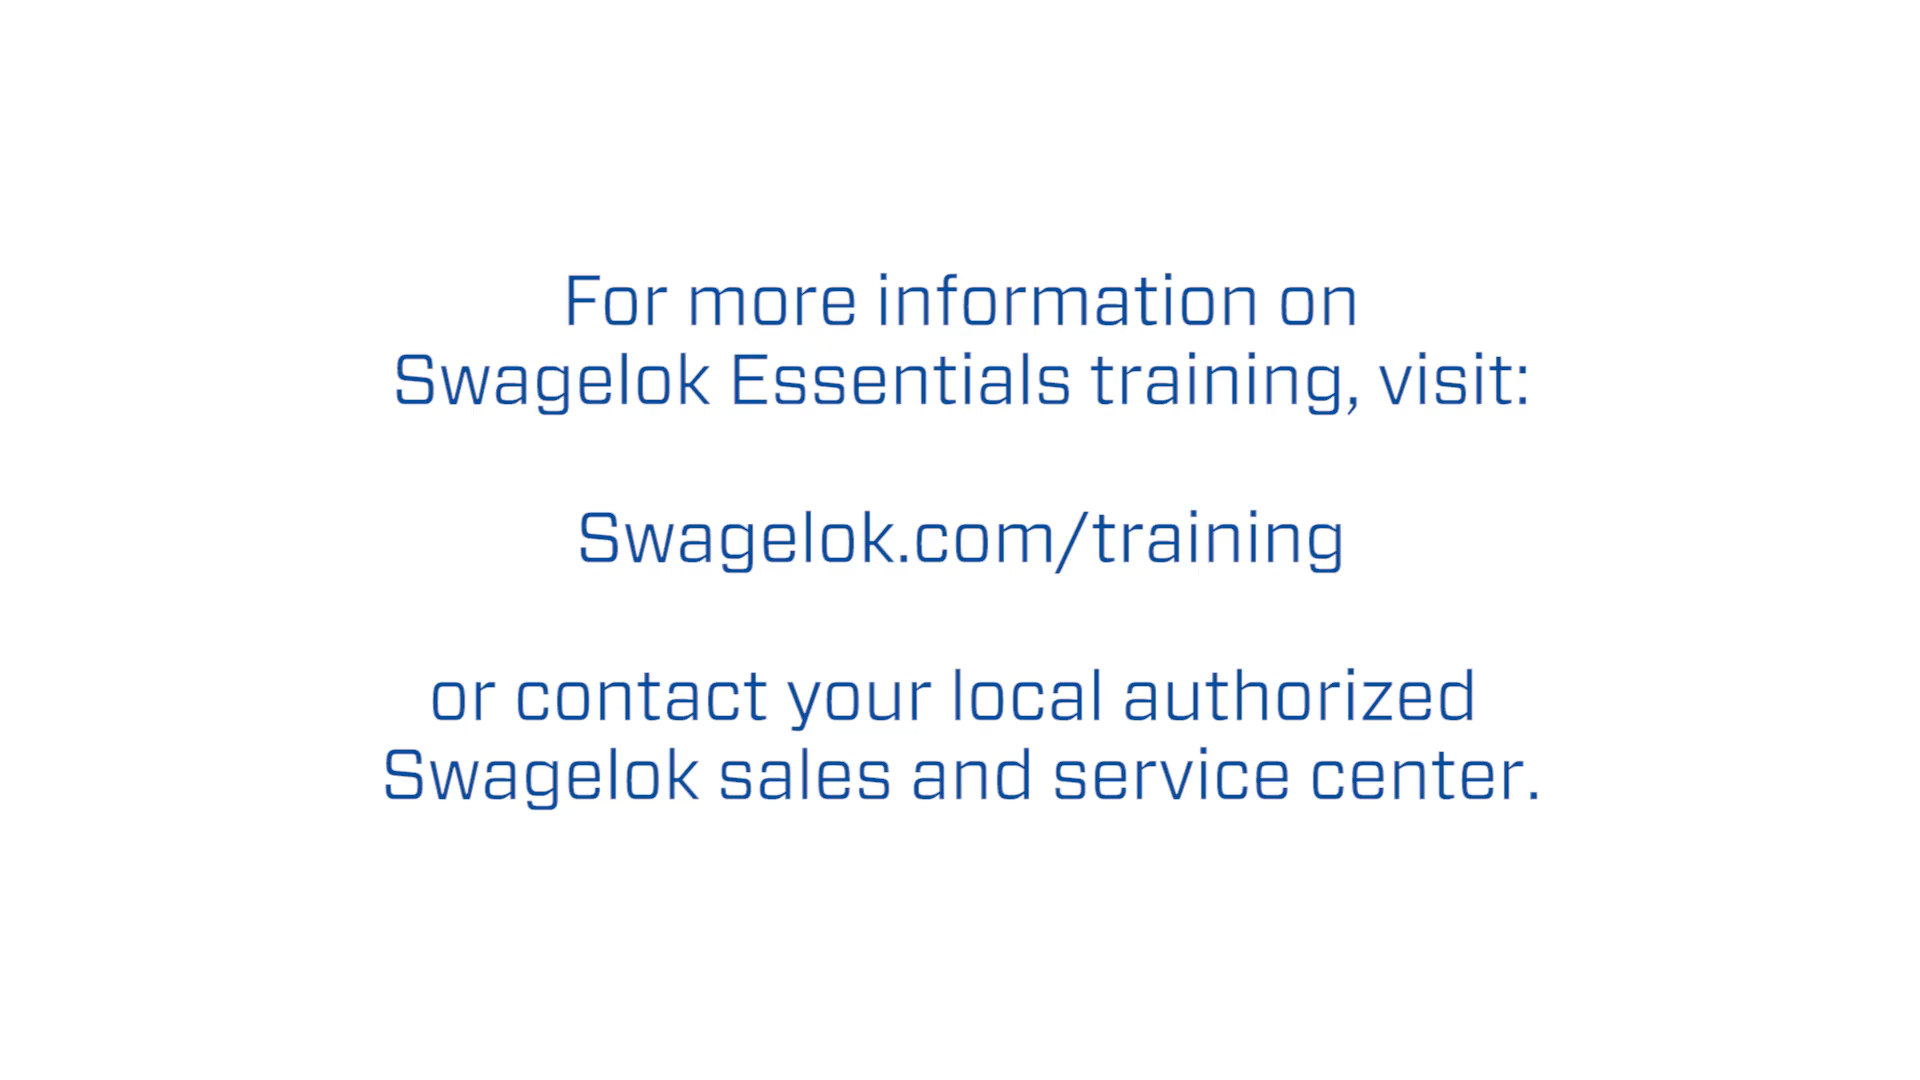 For more information on
Swagelok Essentials training, visit:
Swagelok.com/training
or contact your local authorized
Swagelok sales and service center.